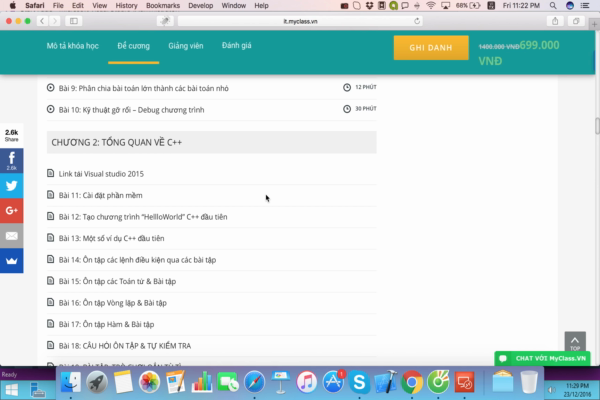 Safari File Edit View History Bookmarks Develop Window Help 68% Fri 11:22 PM
it.myclass.vn
Mô tả khóa học Đề cương Giảng viên Đánh giá GHI DANH 1400.000 VNĐ699.000 VNĐ
Bài 9: Phân chia bài toán lớn thành các bài toán nhỏ 12 PHÚT
Bài 10: Kỹ thuật gỡ rối – Debug chương trình 30 PHÚT
2.6k
Share
CHƯƠNG 2: TỔNG QUAN VỀ C++
2.6k
Link tải Visual studio 2015
Bài 11: Cài đặt phần mềm
Bài 12: Tạo chương trình “HellloWorld” C++ đầu tiên
Bài 13: Một số ví dụ C++ đầu tiên
Bài 14: Ôn tập các lệnh điều kiện qua các bài tập
Bài 15: Ôn tập các Toán tử & Bài tập
Bài 16: Ôn tập Vòng lặp & Bài tập
Bài 17: Ôn tập Hàm & Bài tập
Bài 18: CÂU HỎI ÔN TẬP & TỰ KIỂM TRA
TOP
CHAT VỚI MyClass.VN
Ready
11:29 PM
23/12/2016